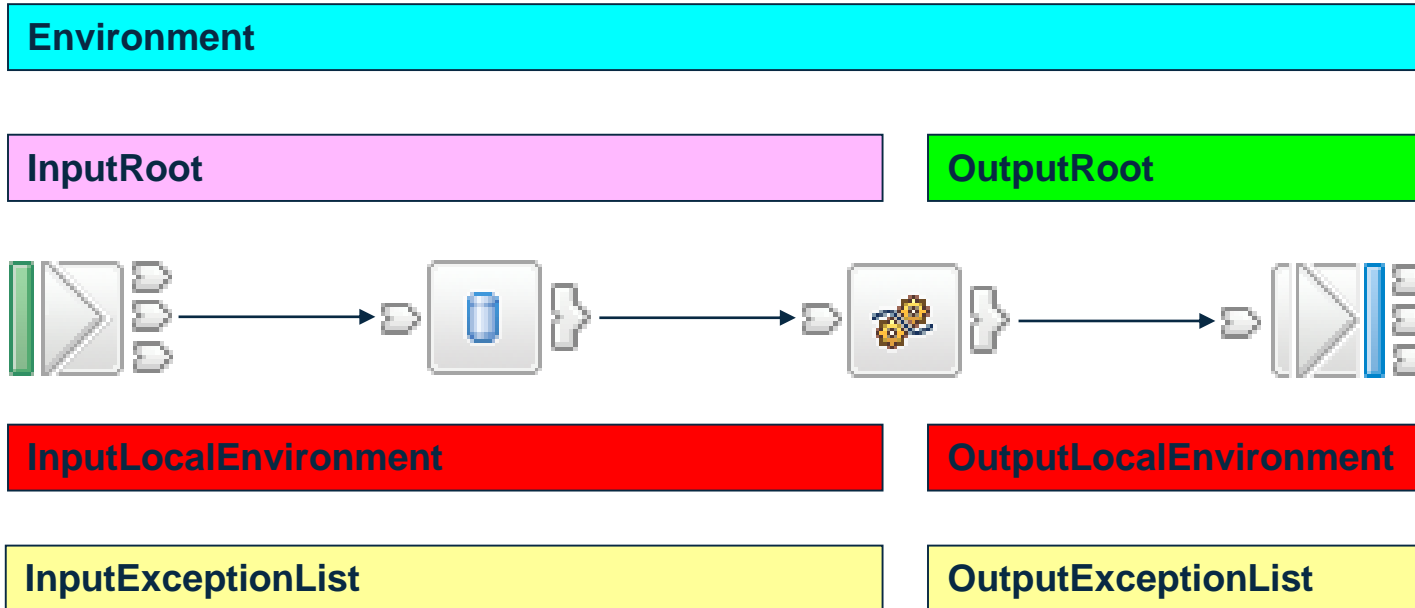 Environment
InputRoot
OutputRoot
InputLocalEnvironment
OutputLocalEnvironment
InputExceptionList
OutputExceptionList